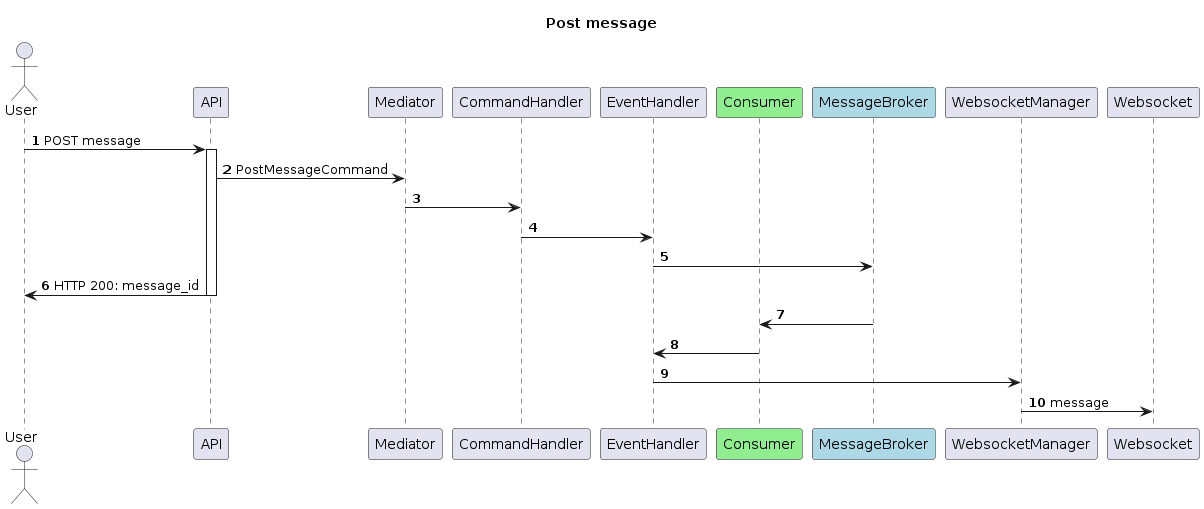 Post message
User
API
Mediator
CommandHandler
EventHandler
Consumer
MessageBroker
WebsocketManager
Websocket
1 POST message
2 PostMessageCommand
3
4
5
6 HTTP 200: message_id
7
8
9
10 message
User
API
Mediator
CommandHandler
EventHandler
Consumer
MessageBroker
WebsocketManager
Websocket